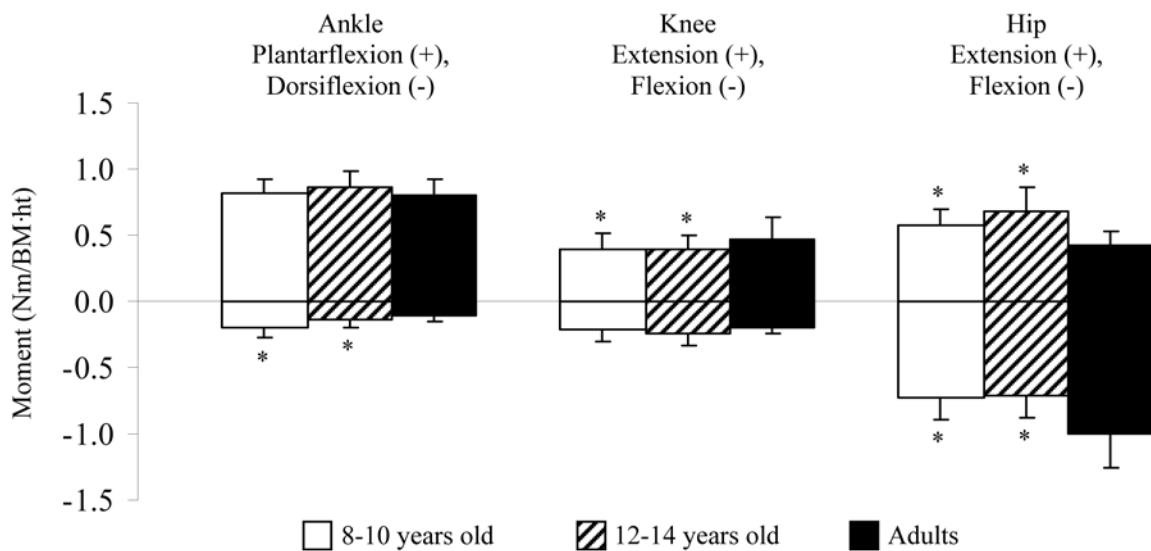 Ankle
Plantarflexion (+),
Dorsiflexion (-)
Knee
Extension (+),
Flexion (-)
Hip
Extension (+),
Flexion (-)
Moment (Nm/BM·ht)
1.5
1.0
0.5
0.0
-0.5
-1.0
-1.5
* *
* *
* *
* *
* *
8-10 years old 12-14 years old Adults